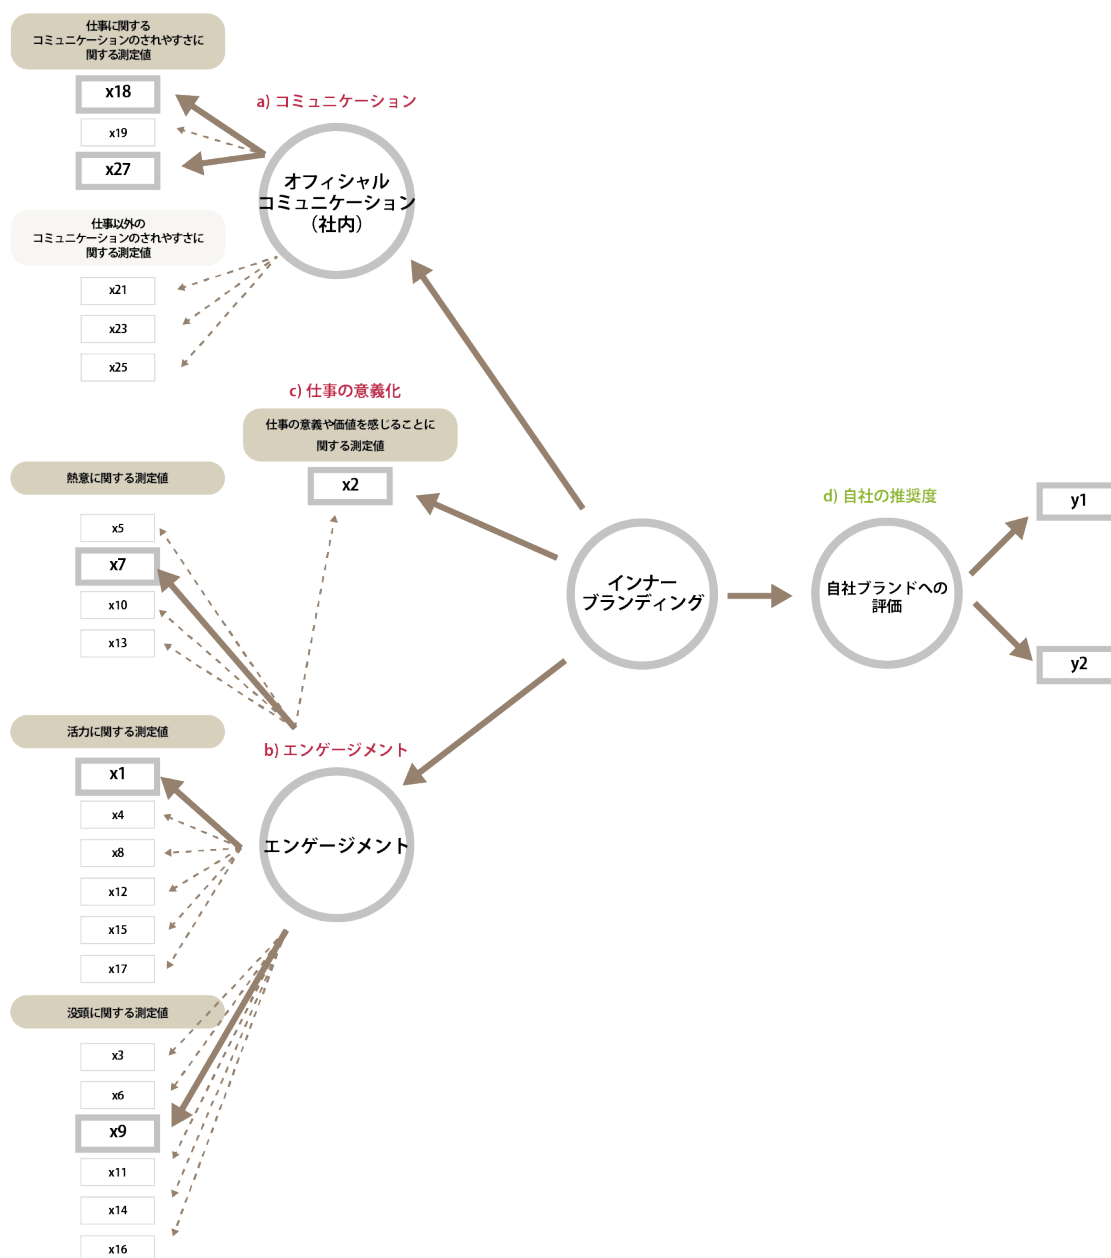 仕事に関する
コミュニケーションのされやすさに
関する測定値
x18
x19
x27
a) コミュニケーション
オフィシャル
コミュニケーション
（社内）
仕事以外の
コミュニケーションのされやすさに
関する測定値
x21
x23
x25
c) 仕事の意義化
仕事の意義や価値を感じることに
関する測定値
x2
熱意に関する測定値
x5
x7
x10
x13
インナー
ブランディング
d) 自社の推奨度
自社ブランドへの
評価
y1
y2
活力に関する測定値
x1
x4
x8
x12
x15
x17
b) エンゲージメント
エンゲージメント
没頭に関する測定値
x3
x6
x9
x11
x14
x16